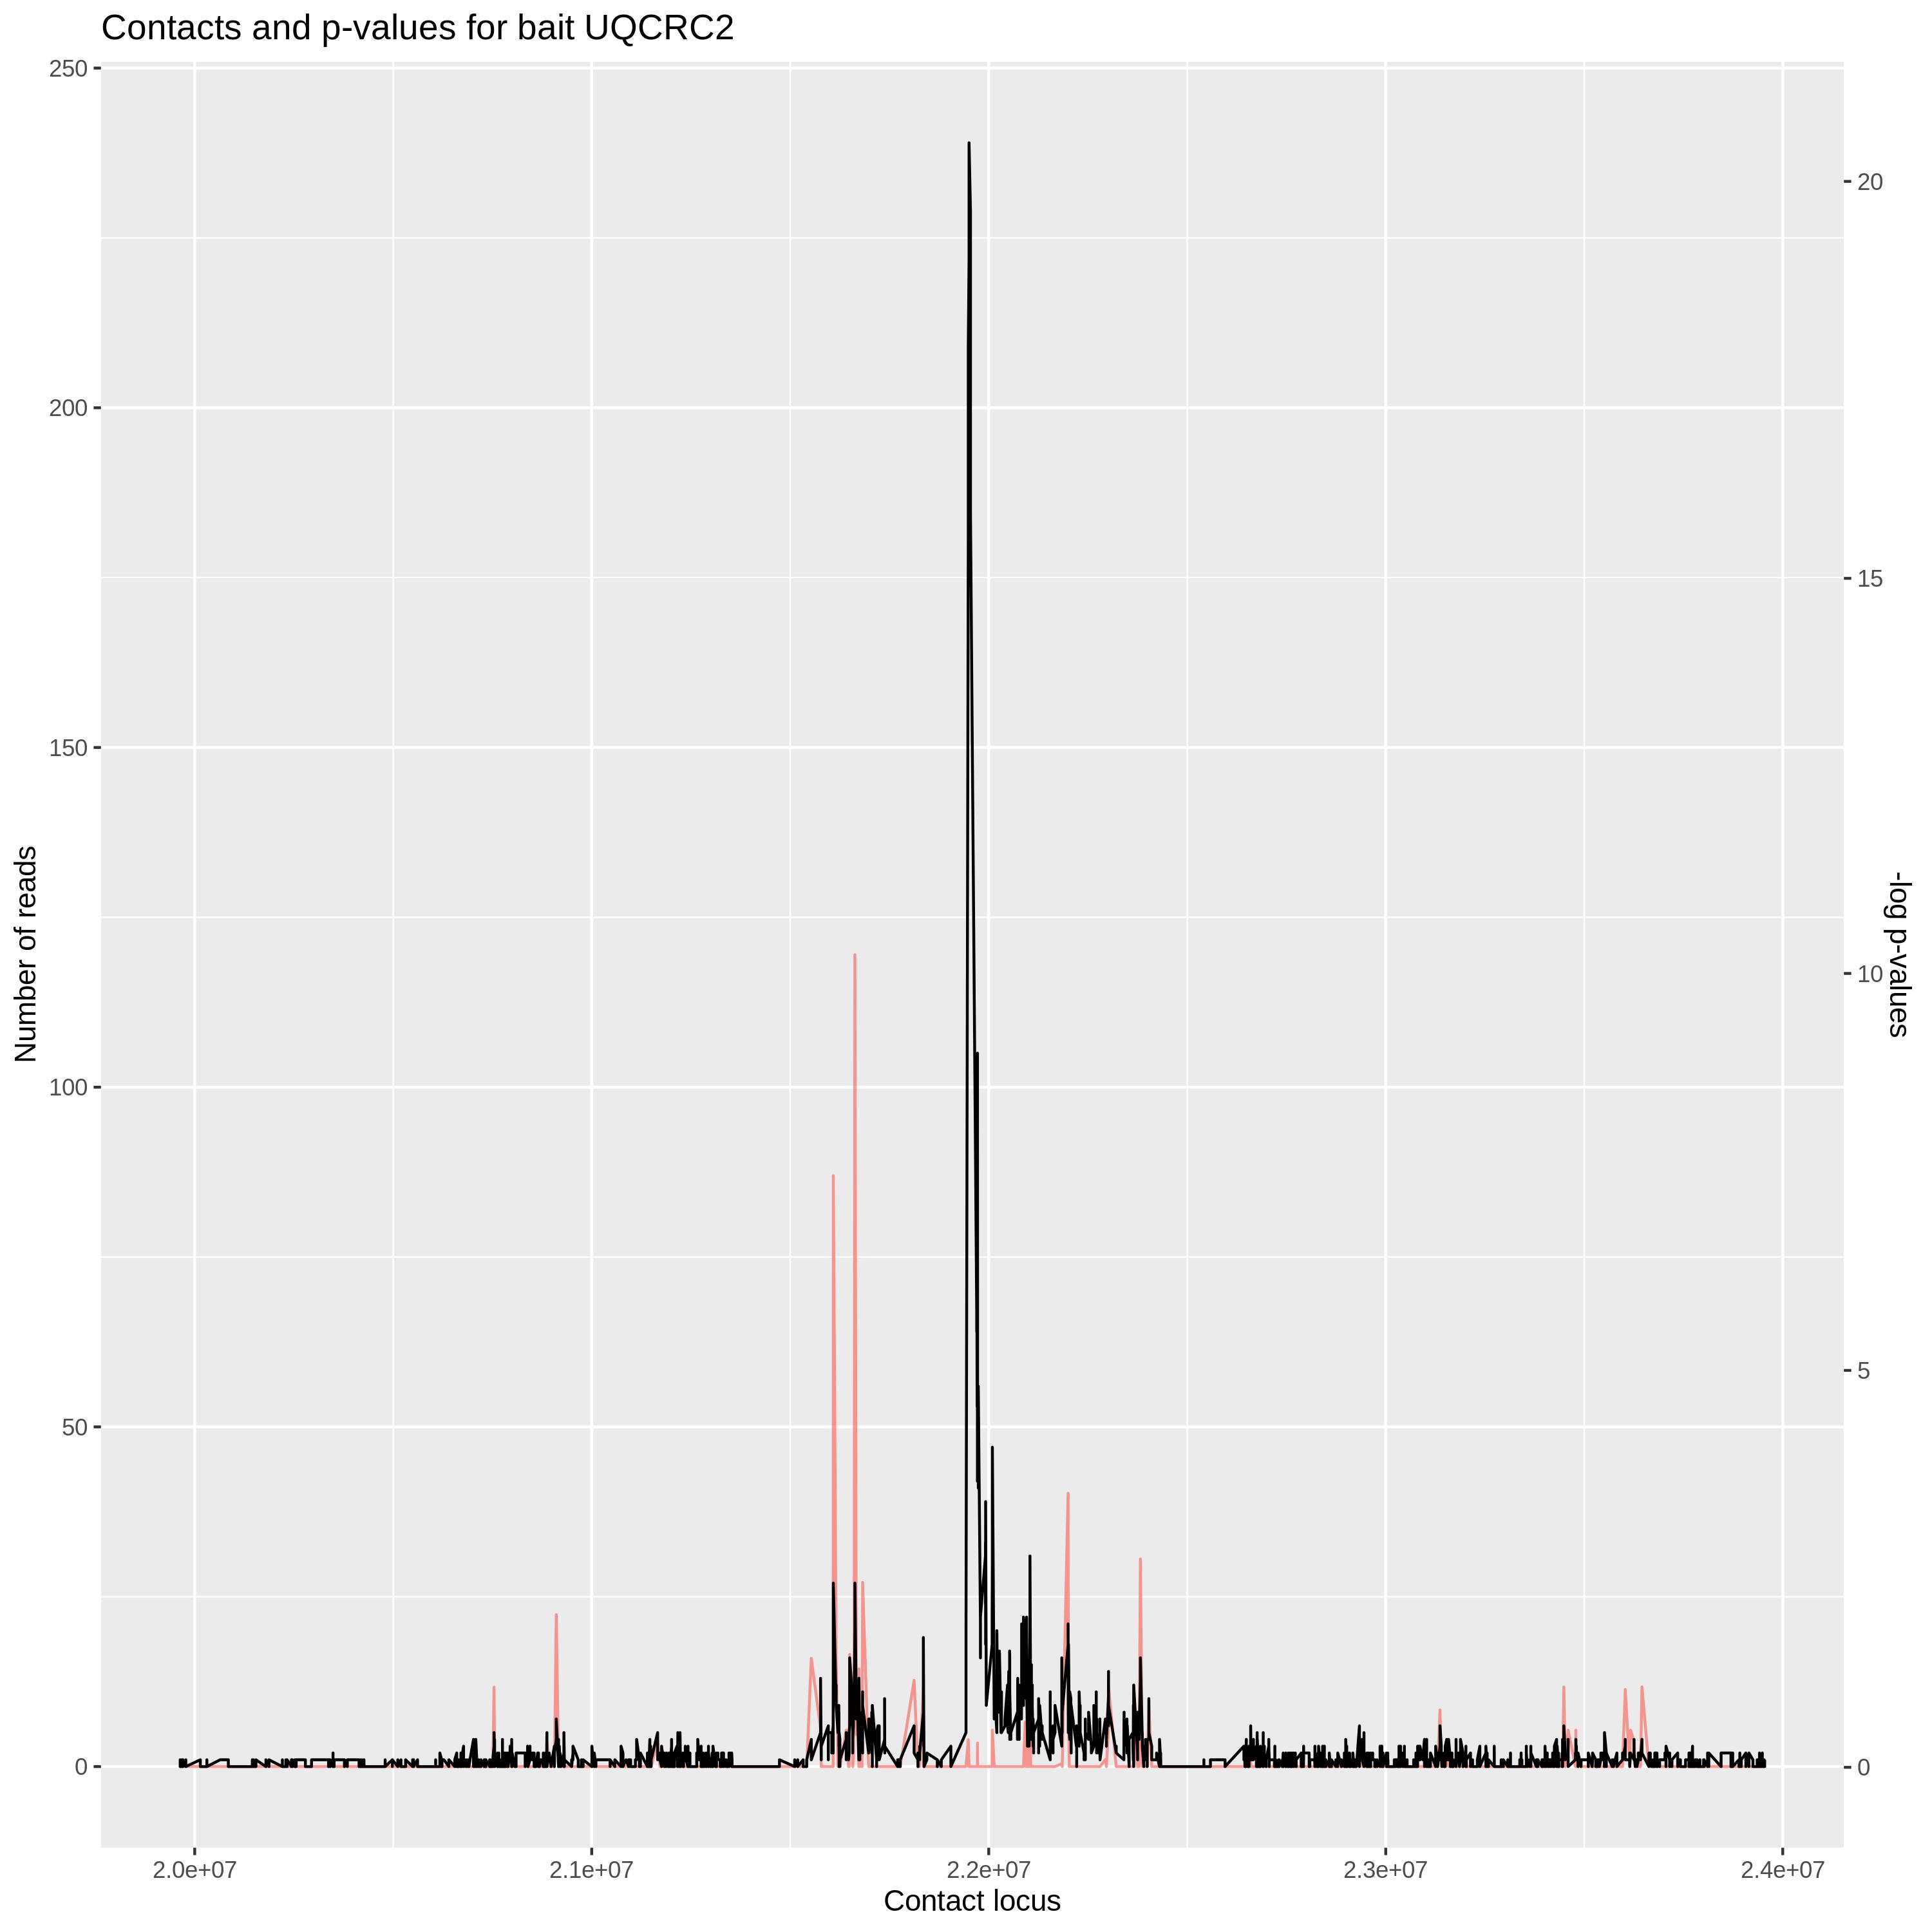 Contacts and p-values for bait UQCRC2
250
200
150
100
50
0
Number of reads
20
15
10
5
0
-log p-values
2.0e+07 2.1e+07 2.2e+07 2.3e+07 2.4e+07
Contact locus